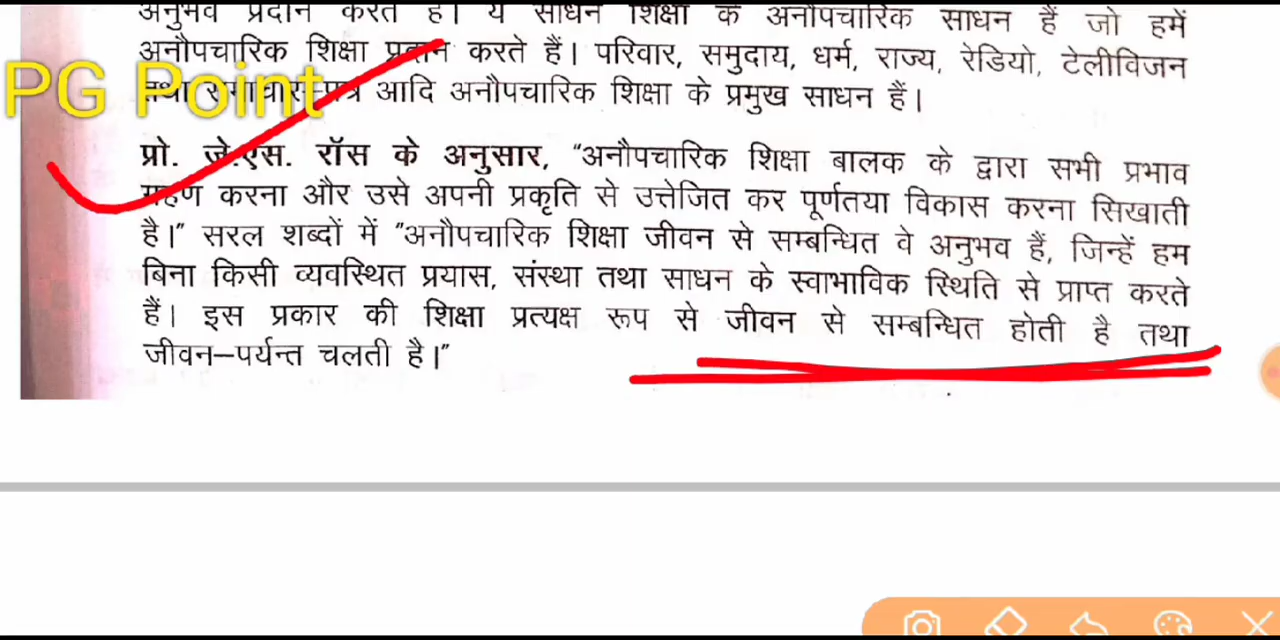 अनुभव प्रदान करते हैं। ये साधन शिक्षा के अनौपचारिक साधन हैं जो हमें
अनौपचारिक शिक्षा प्रदान करते हैं। परिवार, समुदाय, धर्म, राज्य, रेडियो, टेलीविजन
PG Point
तथा समाचार-पत्र आदि अनौपचारिक शिक्षा के प्रमुख साधन हैं।
प्रो. जे.एस. रॉस के अनुसार, "अनौपचारिक शिक्षा बालक के द्वारा सभी प्रभाव
ग्रहण करना और उसे अपनी प्रकृति से उत्तेजित कर पूर्णतया विकास करना सिखाती
है।" सरल शब्दों में "अनौपचारिक शिक्षा जीवन से सम्बन्धित वे अनुभव हैं, जिन्हें हम
बिना किसी व्यवस्थित प्रयास, संस्था तथा साधन के स्वाभाविक स्थिति से प्राप्त करते
हैं। इस प्रकार की शिक्षा प्रत्यक्ष रूप से जीवन से सम्बन्धित होती है तथा
जीवन-पर्यन्त चलती है।"